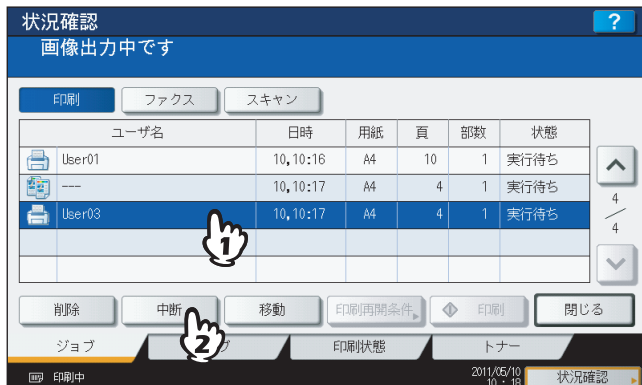 状況確認 ?
画像出力中です
印刷 ファクス スキャン
ユーザ名 日時 用紙 頁 部数 状態
User01 10,10:16 A4 10 1 実行待ち
--- 10,10:17 A4 4 1 実行待ち
User03 10,10:17 A4 4 1 実行待ち
4
4
1
削除 中断 移動 印刷再開条件 印刷 閉じる
2
ジョブ グ 印刷状態 トナー
印刷中 2011/05/10
10 : 18 状況確認